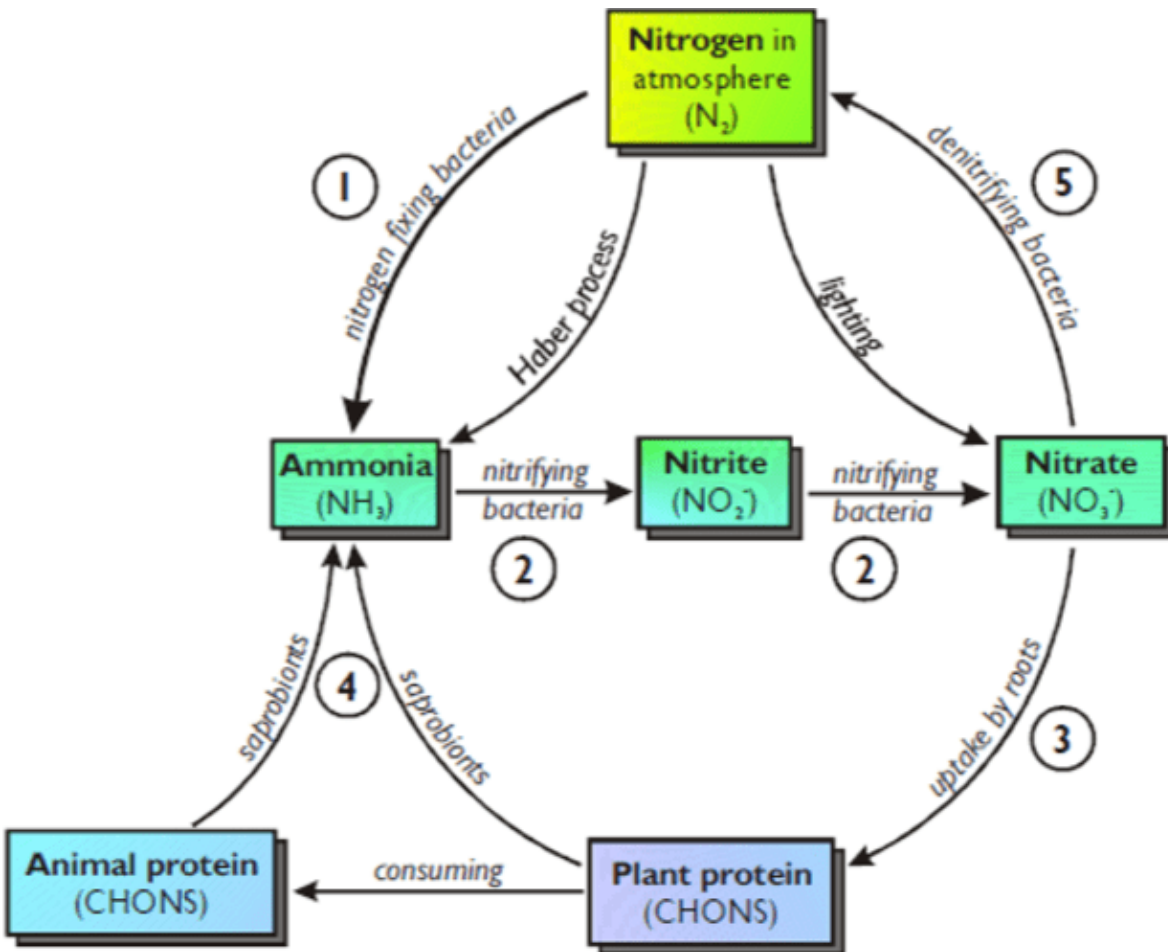 Nitrogen in
atmosphere
(N₂)
1
nitrogen fixing bacteria
Haber process
lighting
denitrifying bacteria
5
Ammonia
(NH₃)
nitrifying
bacteria
2
Nitrite
(NO₂⁻)
nitrifying
bacteria
2
Nitrate
(NO₃⁻)
saprobionts
4
saprobionts
uptake by roots
3
Animal protein
(CHONS)
consuming
Plant protein
(CHONS)